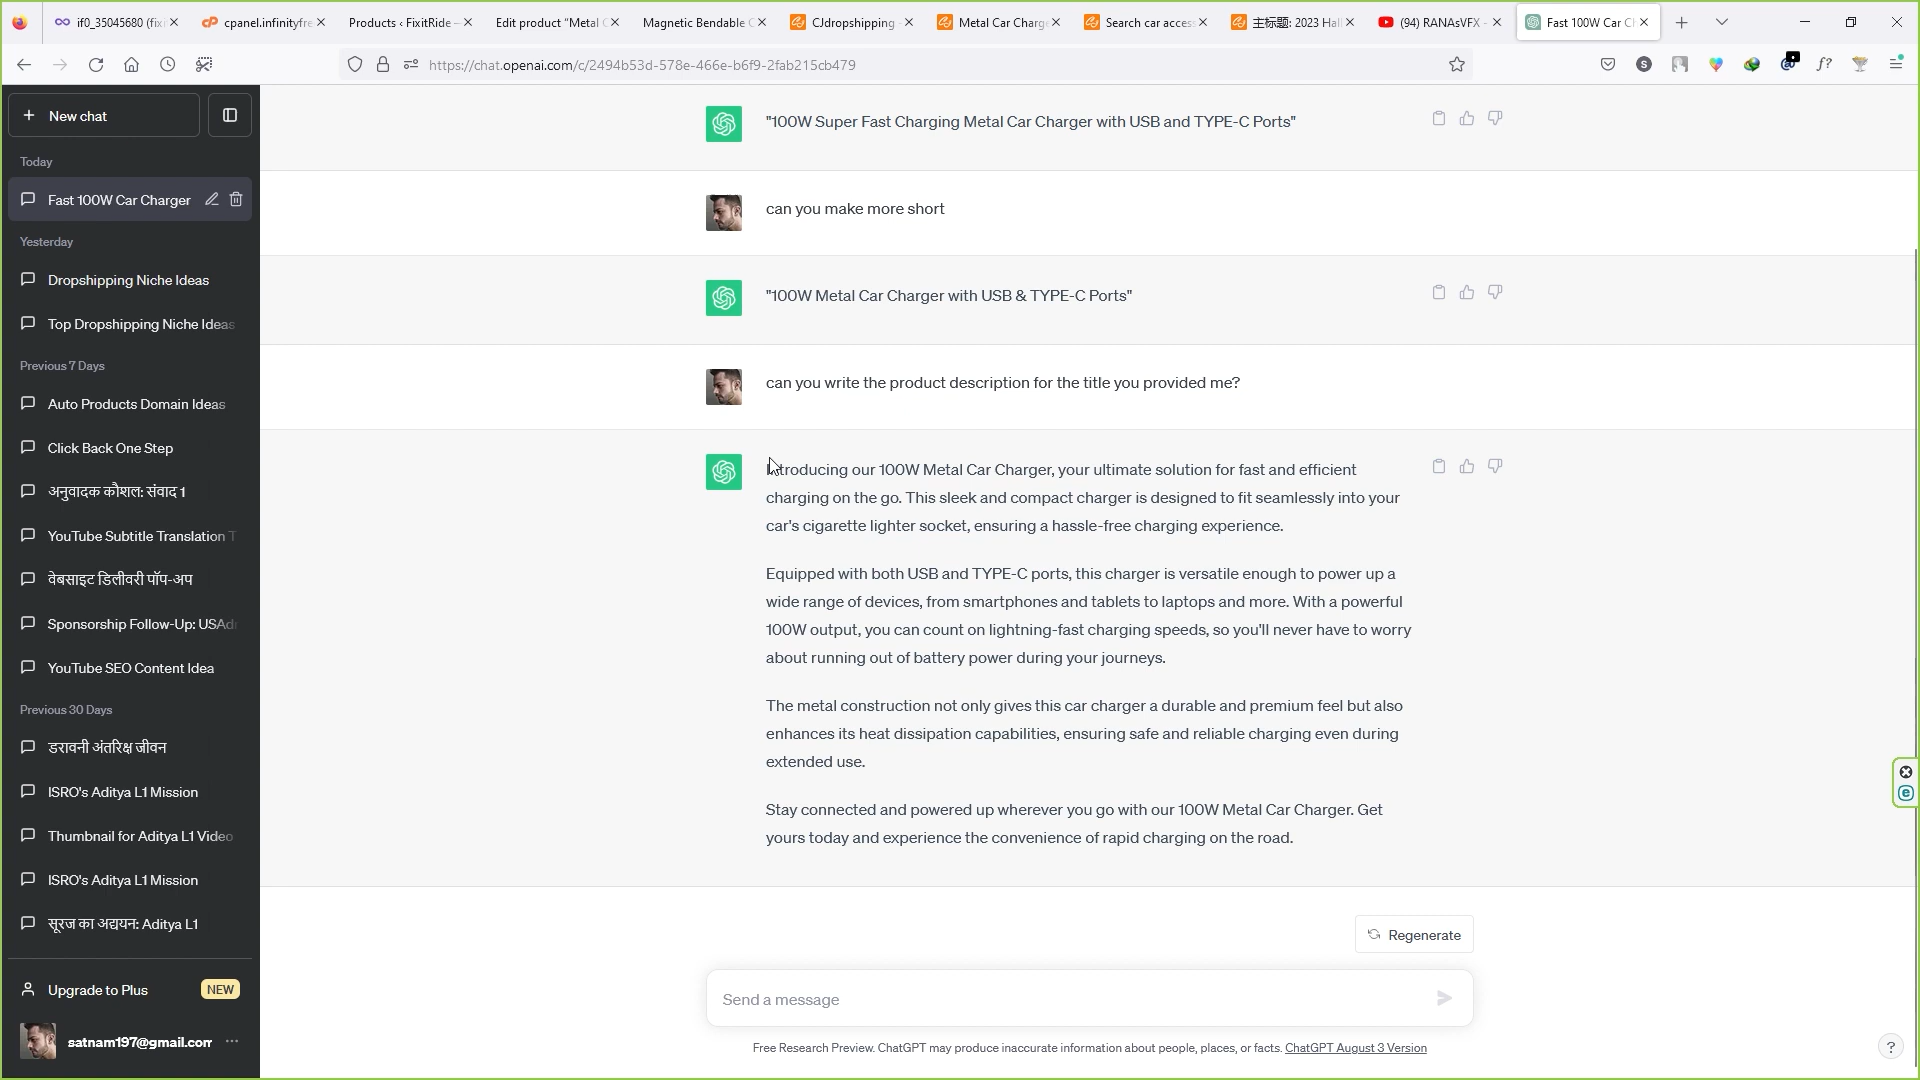 if0_35045680 (fixi
cpanel.infinityfre
Products ‹ FixitRide —
Edit product "Metal C
Magnetic Bendable C
CJdropshipping -
Metal Car Charge
Search car access
主标题: 2023 Hal
(94) RANAsVFX -
Fast 100W Car Cl
https://chat.openai.com/c/2494b53d-578e-466e-b6f9-2fab215cb479
New chat
Today
Fast 100W Car Charger
Yesterday
Dropshipping Niche Ideas
Top Dropshipping Niche Ideas
Previous 7 Days
Auto Products Domain Ideas
Click Back One Step
अनुवादक कौशल: संवाद 1
YouTube Subtitle Translation T
वेबसाइट डिलीवरी पॉप-अप
Sponsorship Follow-Up: USAd
YouTube SEO Content Idea
Previous 30 Days
डरावनी अंतरिक्ष जीवन
ISRO's Aditya L1 Mission
Thumbnail for Aditya L1 Video
ISRO's Aditya L1 Mission
सूरज का अद्ययन: Aditya L1
Upgrade to Plus
NEW
satnam197@gmail.com
"100W Super Fast Charging Metal Car Charger with USB and TYPE-C Ports"
can you make more short
"100W Metal Car Charger with USB & TYPE-C Ports"
can you write the product description for the title you provided me?
Introducing our 100W Metal Car Charger, your ultimate solution for fast and efficient
charging on the go. This sleek and compact charger is designed to fit seamlessly into your
car's cigarette lighter socket, ensuring a hassle-free charging experience.
Equipped with both USB and TYPE-C ports, this charger is versatile enough to power up a
wide range of devices, from smartphones and tablets to laptops and more. With a powerful
100W output, you can count on lightning-fast charging speeds, so you'll never have to worry
about running out of battery power during your journeys.
The metal construction not only gives this car charger a durable and premium feel but also
enhances its heat dissipation capabilities, ensuring safe and reliable charging even during
extended use.
Stay connected and powered up wherever you go with our 100W Metal Car Charger. Get
yours today and experience the convenience of rapid charging on the road.
Regenerate
Send a message
Free Research Preview. ChatGPT may produce inaccurate information about people, places, or facts. ChatGPT August 3 Version
?